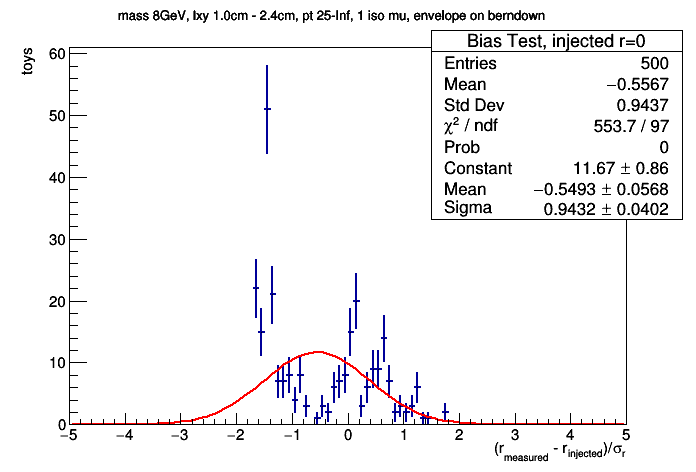 mass 8GeV, lxy 1.0cm - 2.4cm, pt 25-Inf, 1 iso mu, envelope on berndown
Bias Test, injected r=0
Entries 500
Mean −0.5567
Std Dev 0.9437
χ² / ndf 553.7 / 97
Prob 0
Constant 11.67 ± 0.86
Mean −0.5493 ± 0.0568
Sigma 0.9432 ± 0.0402
toys
60
50
40
30
20
10
0
−5 −4 −3 −2 −1 0 1 2 3 4 5
(r_measured - r_injected)/σ_r